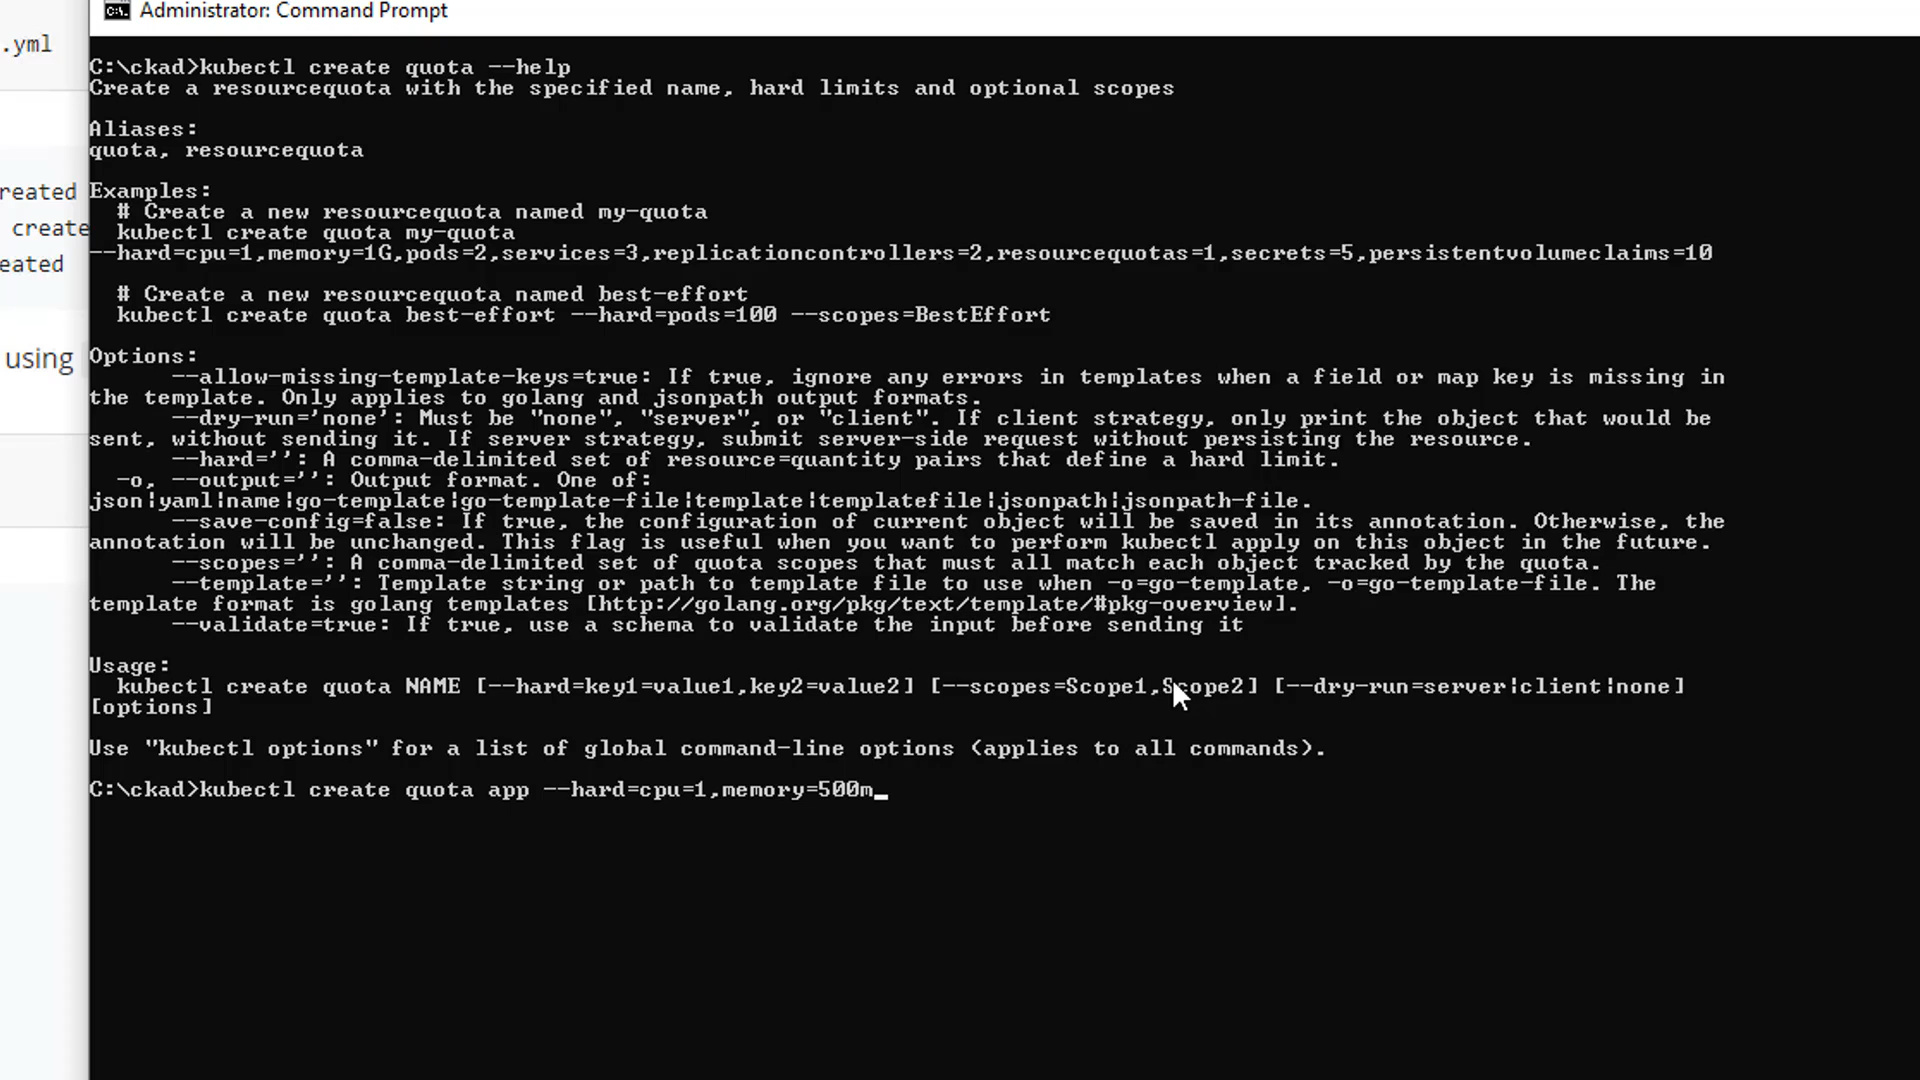 Administrator: Command Prompt
.yml
reated
create
eated
using
C:\ckad>kubectl create quota --help
Create a resourcequota with the specified name, hard limits and optional scopes
Aliases:
quota, resourcequota
Examples:
# Create a new resourcequota named my-quota
kubectl create quota my-quota
--hard=cpu=1,memory=1G,pods=2,services=3,replicationcontrollers=2,resourcequotas=1,secrets=5,persistentvolumeclaims=10
# Create a new resourcequota named best-effort
kubectl create quota best-effort --hard=pods=100 --scopes=BestEffort
Options:
--allow-missing-template-keys=true: If true, ignore any errors in templates when a field or map key is missing in
the template. Only applies to golang and jsonpath output formats.
--dry-run='none': Must be "none", "server", or "client". If client strategy, only print the object that would be
sent, without sending it. If server strategy, submit server-side request without persisting the resource.
--hard='': A comma-delimited set of resource=quantity pairs that define a hard limit.
-o, --output='': Output format. One of:
json|yaml|name|go-template|go-template-file|template|templatefile|jsonpath|jsonpath-file.
--save-config=false: If true, the configuration of current object will be saved in its annotation. Otherwise, the
annotation will be unchanged. This flag is useful when you want to perform kubectl apply on this object in the future.
--scopes='': A comma-delimited set of quota scopes that must all match each object tracked by the quota.
--template='': Template string or path to template file to use when -o=go-template, -o=go-template-file. The
template format is golang templates [http://golang.org/pkg/text/template/#pkg-overview].
--validate=true: If true, use a schema to validate the input before sending it
Usage:
kubectl create quota NAME [--hard=key1=value1,key2=value2] [--scopes=Scope1,Scope2] [--dry-run=server|client|none]
[options]
Use "kubectl options" for a list of global command-line options (applies to all commands).
C:\ckad>kubectl create quota app --hard=cpu=1,memory=500m_